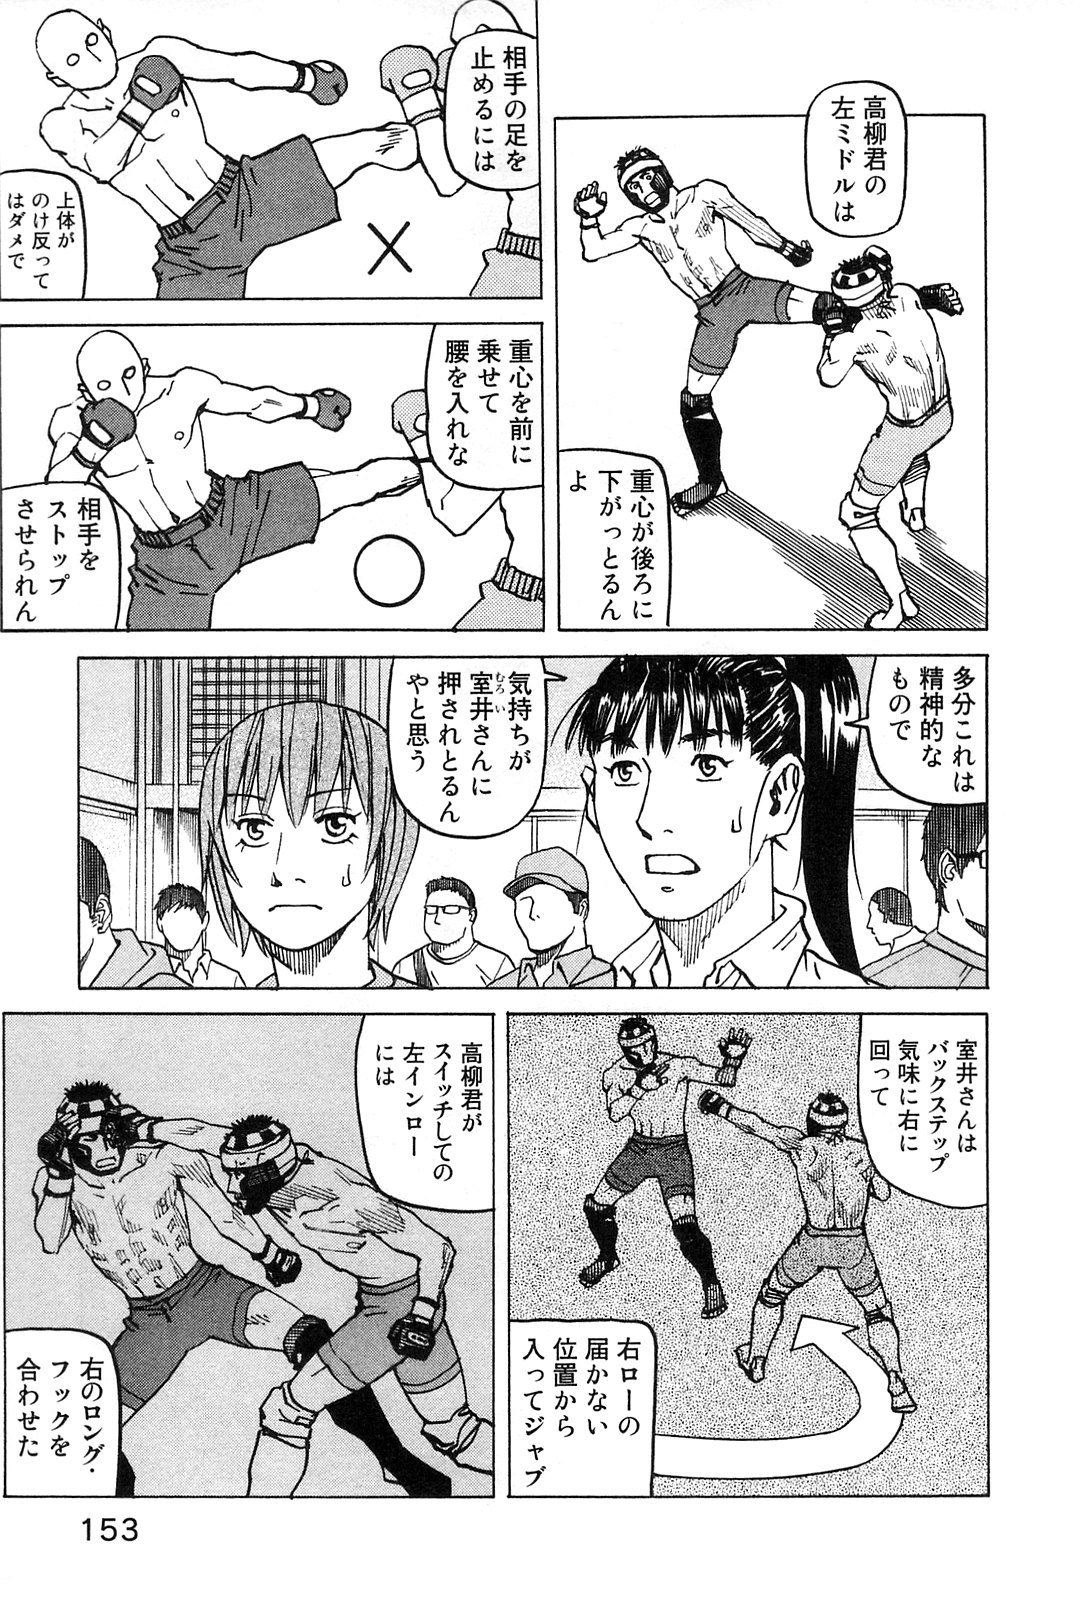 高柳君の
左ミドルは
重心が後ろに
下がっとるん
よ
相手の足を
止めるには
上体が
のけ反って
はダメで
重心を前に
乗せて
腰を入れな
相手を
ストップ
させられん
多分これは
精神的な
もので
気持ちが
室井さんに
むろい
押されとるん
やと思う
室井さんは
バックステップ
気味に右に
回って
右ローの
届かない
位置から
入ってジャブ
高柳君が
スイッチしての
左インロー
には
右のロング・
フックを
合わせた
153